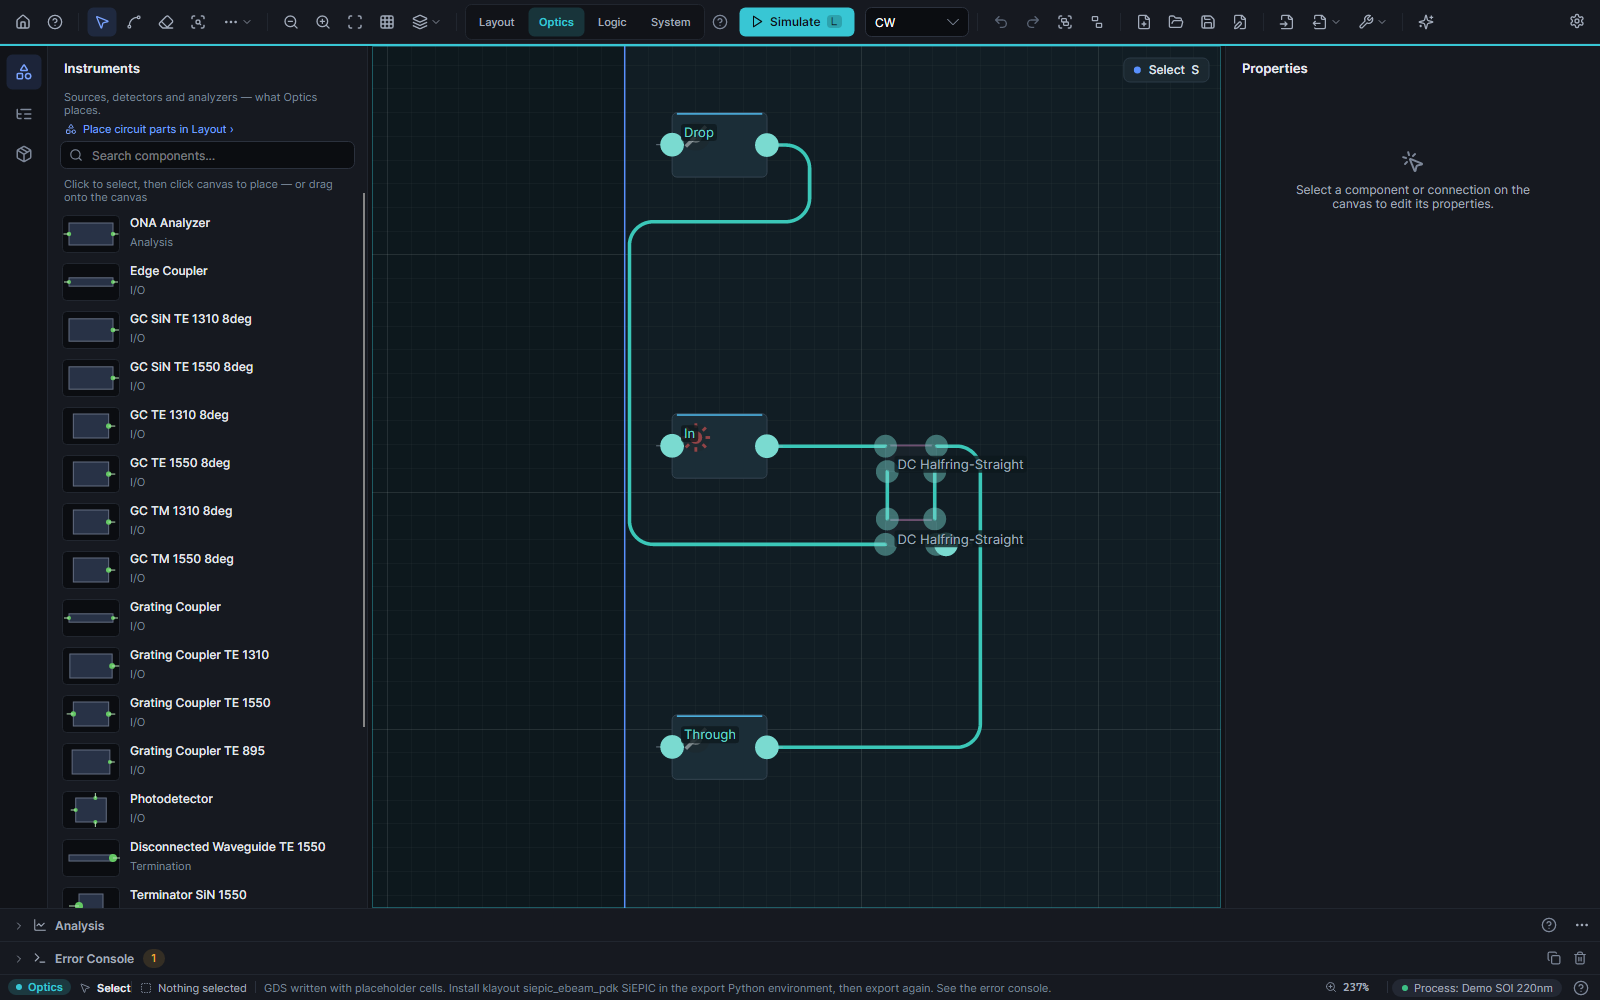 Layout
Optics
Logic
System
Simulate L
CW
Instruments
Sources, detectors and analyzers — what Optics
places.
Place circuit parts in Layout ›
Search components...
Click to select, then click canvas to place — or drag
onto the canvas
ONA Analyzer
Analysis
Edge Coupler
I/O
GC SiN TE 1310 8deg
I/O
GC SiN TE 1550 8deg
I/O
GC TE 1310 8deg
I/O
GC TE 1550 8deg
I/O
GC TM 1310 8deg
I/O
GC TM 1550 8deg
I/O
Grating Coupler
I/O
Grating Coupler TE 1310
I/O
Grating Coupler TE 1550
I/O
Grating Coupler TE 895
I/O
Photodetector
I/O
Disconnected Waveguide TE 1550
Termination
Terminator SiN 1550
Select S
Drop
In
DC Halfring-Straight
DC Halfring-Straight
Through
Properties
Select a component or connection on the
canvas to edit its properties.
Analysis
Error Console 1
Optics
Select
Nothing selected
GDS written with placeholder cells. Install klayout siepic_ebeam_pdk SiEPIC in the export Python environment, then export again. See the error console.
237%
Process: Demo SOI 220nm